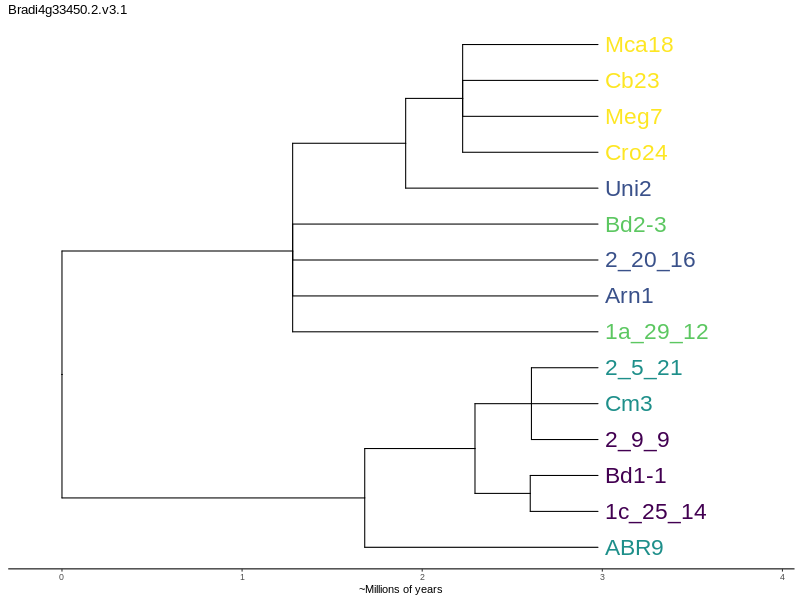 Bradi4g33450.2.v3.1
Mca18
Cb23
Meg7
Cro24
Uni2
Bd2-3
2_20_16
Arn1
1a_29_12
2_5_21
Cm3
2_9_9
Bd1-1
1c_25_14
ABR9
0 1 2 3 4
~Millions of years